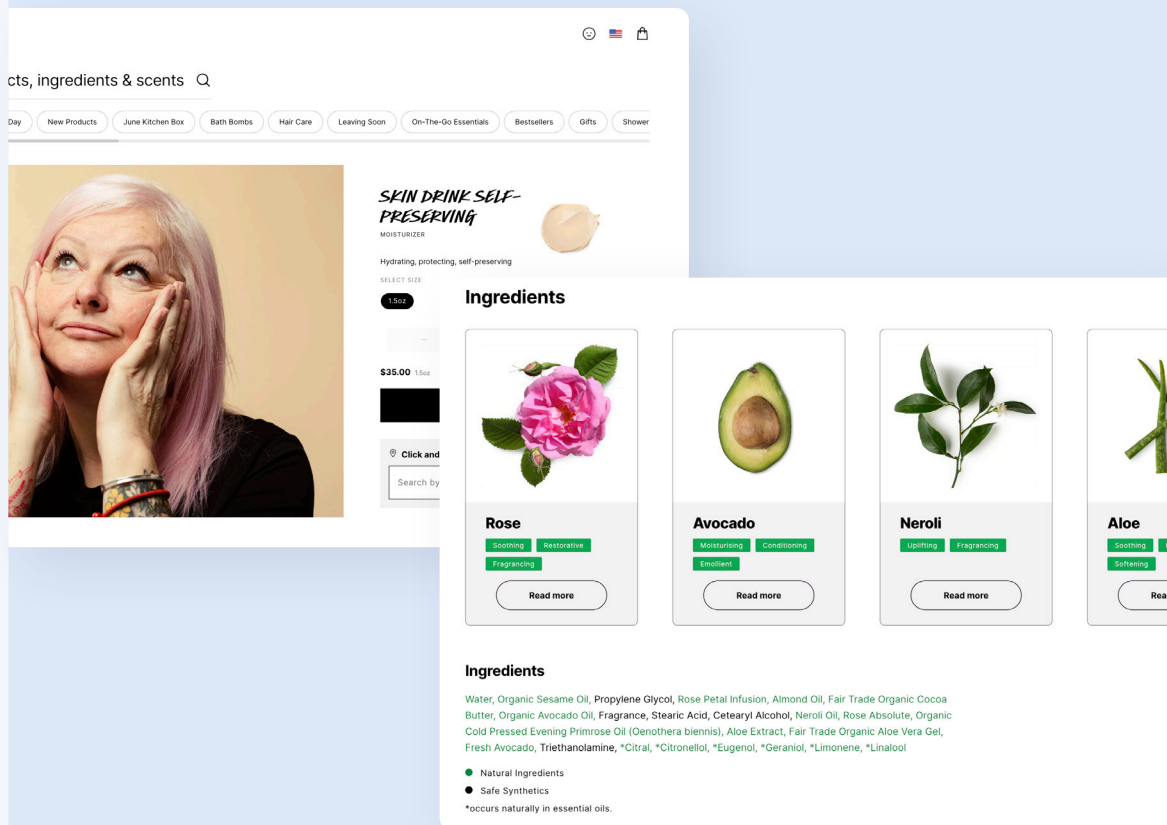 cts, ingredients & scents
Day
New Products
June Kitchen Box
Bath Bombs
Hair Care
Leaving Soon
On-The-Go Essentials
Bestsellers
Gifts
Shower
SKIN DRINK SELF-
PRESERVING
MOISTURIZER
Hydrating, protecting, self-preserving
SELECT SIZE
1.5oz
$35.00 1.5oz
Click and
Search by
Ingredients
Rose
Soothing Restorative
Fragrancing
Read more
Avocado
Moisturising Conditioning
Emollient
Read more
Neroli
Uplifting Fragrancing
Read more
Aloe
Soothing
Softening
Rea
Ingredients
Water, Organic Sesame Oil, Propylene Glycol, Rose Petal Infusion, Almond Oil, Fair Trade Organic Cocoa
Butter, Organic Avocado Oil, Fragrance, Stearic Acid, Cetearyl Alcohol, Neroli Oil, Rose Absolute, Organic
Cold Pressed Evening Primrose Oil (Oenothera biennis), Aloe Extract, Fair Trade Organic Aloe Vera Gel,
Fresh Avocado, Triethanolamine, *Citral, *Citronellol, *Eugenol, *Geraniol, *Limonene, *Linalool
Natural Ingredients
Safe Synthetics
*occurs naturally in essential oils.